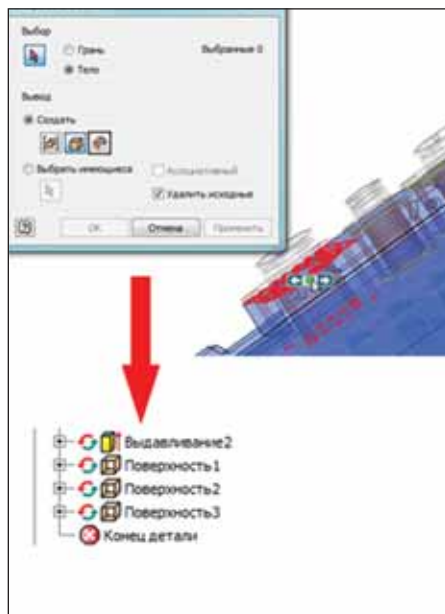 Выбор
Грань
Выбранные 0
Тело
Вывод
Создать
Выбрать имеющиеся
Ассоциативный
Удалить исходные
ОК
Отмена
Применить
Выдавливание2
Поверхность1
Поверхность2
Поверхность3
Конец детали